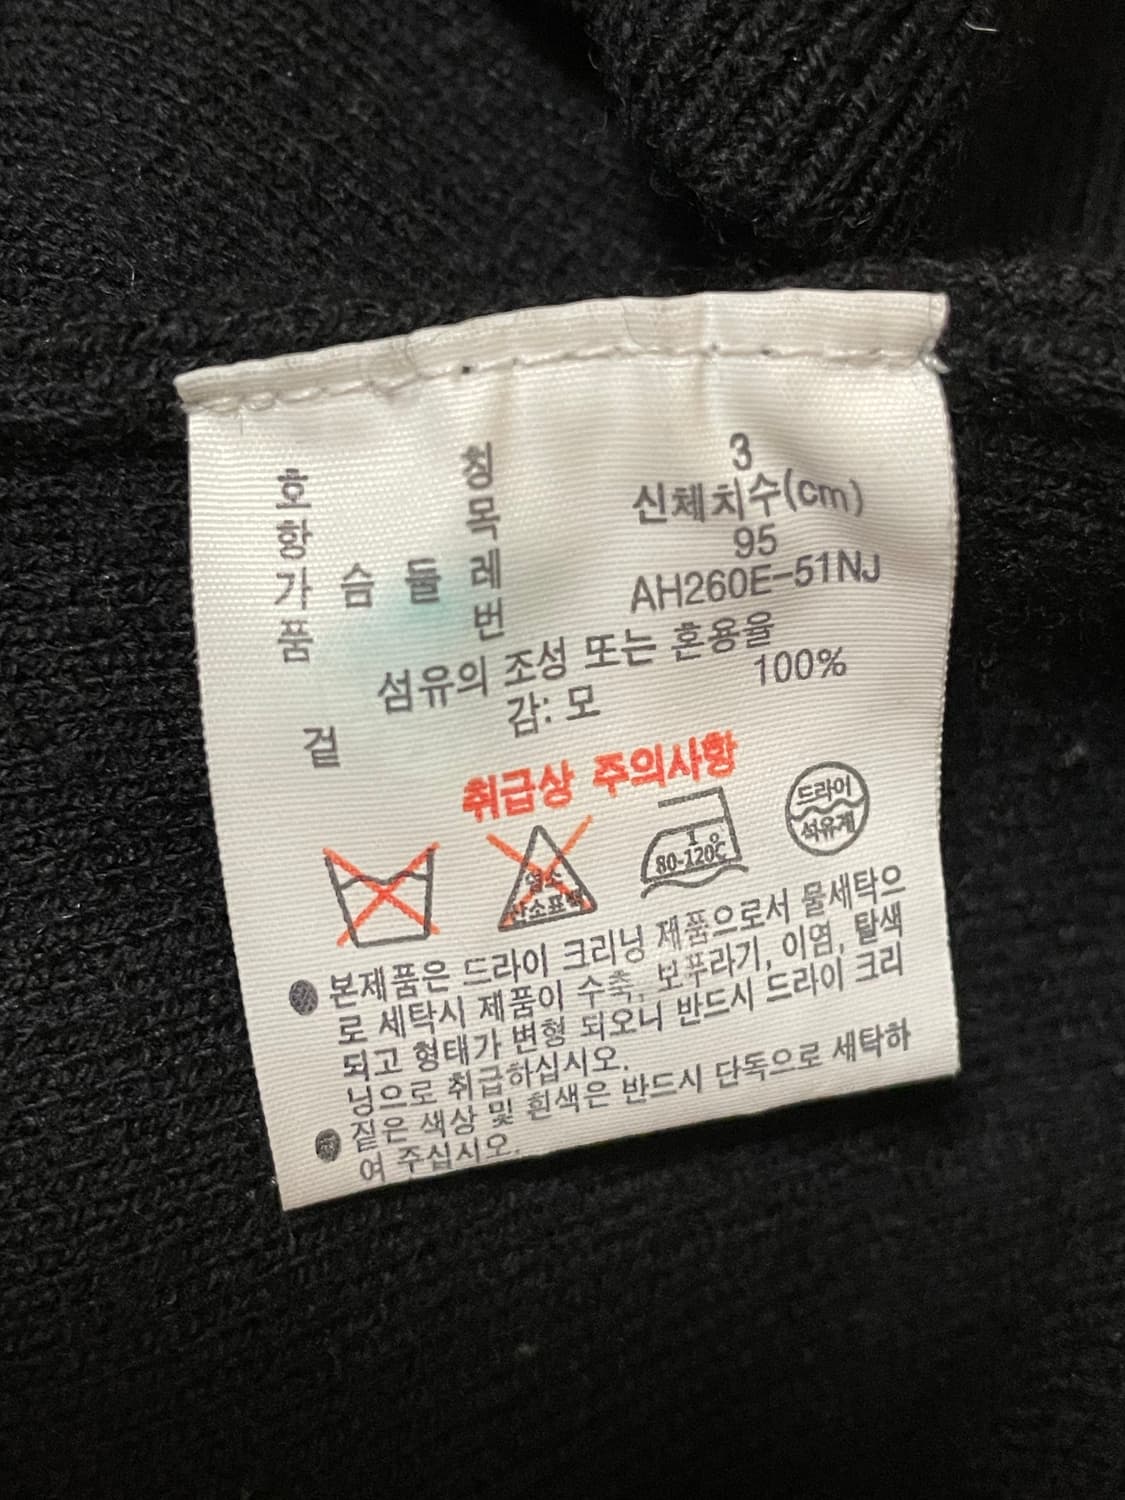 호 칭 3
항 목 신체치수(cm)
가 슴 둘 레 95
품 번 AH260E-51NJ
섬유의 조성 또는 혼용율
겉 감: 모 100%
취급상 주의사항
염소
산소표백
1
80-120℃
드라이
석유계
● 본제품은 드라이 크리닝 제품으로서 물세탁으
로 세탁시 제품이 수축, 보푸라기, 이염, 탈색
되고 형태가 변형 되오니 반드시 드라이 크리
닝으로 취급하십시오.
● 짙은 색상 및 흰색은 반드시 단독으로 세탁하
여 주십시오.